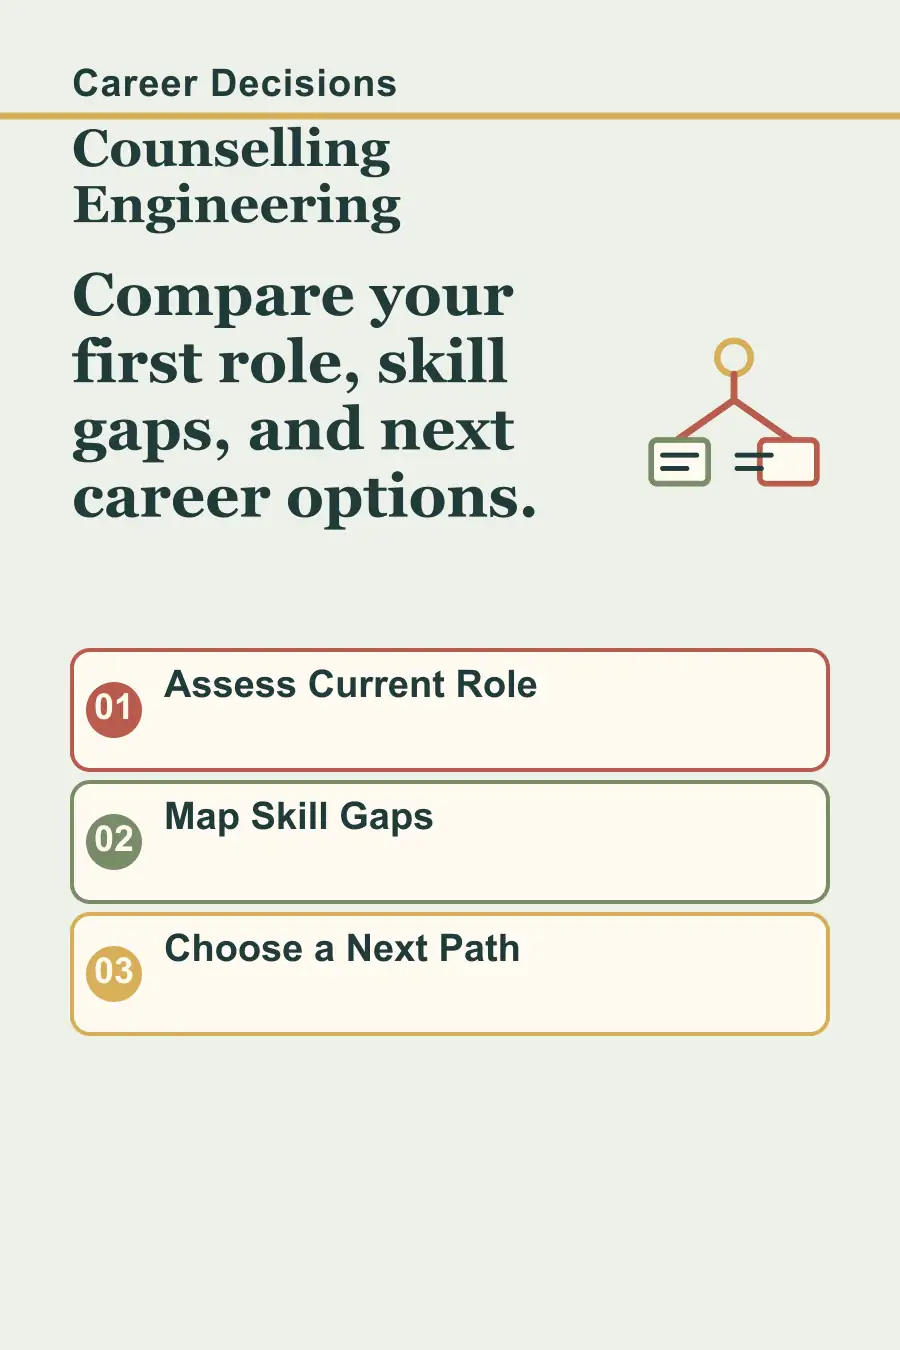 Career Decisions
Counselling
Engineering
Compare your
first role, skill
gaps, and next
career options.
01
Assess Current Role
02
Map Skill Gaps
03
Choose a Next Path